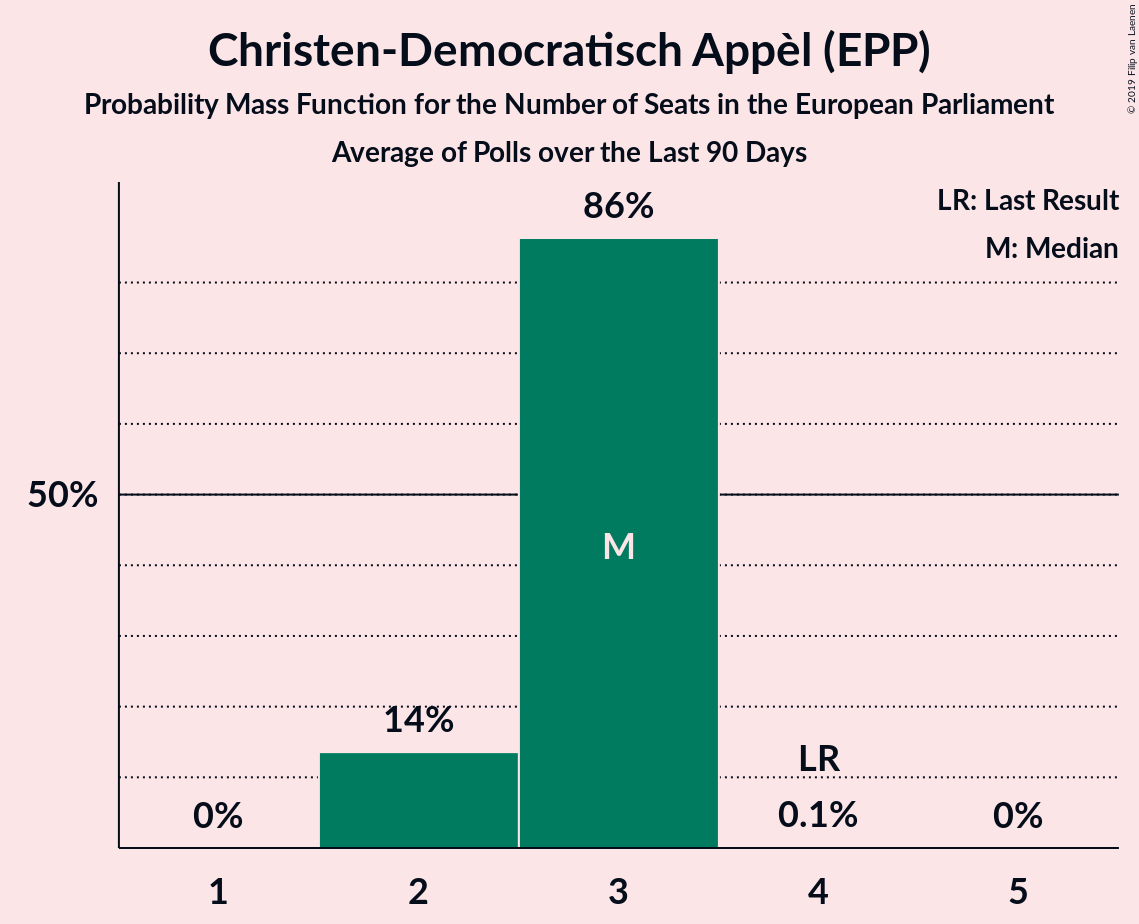 Christen-Democratisch Appèl (EPP)
Probability Mass Function for the Number of Seats in the European Parliament
Average of Polls over the Last 90 Days
© 2019 Filip van Laenen
LR: Last Result
M: Median
86%
50%
M
14%
LR
0%
0.1%
0%
1 2 3 4 5